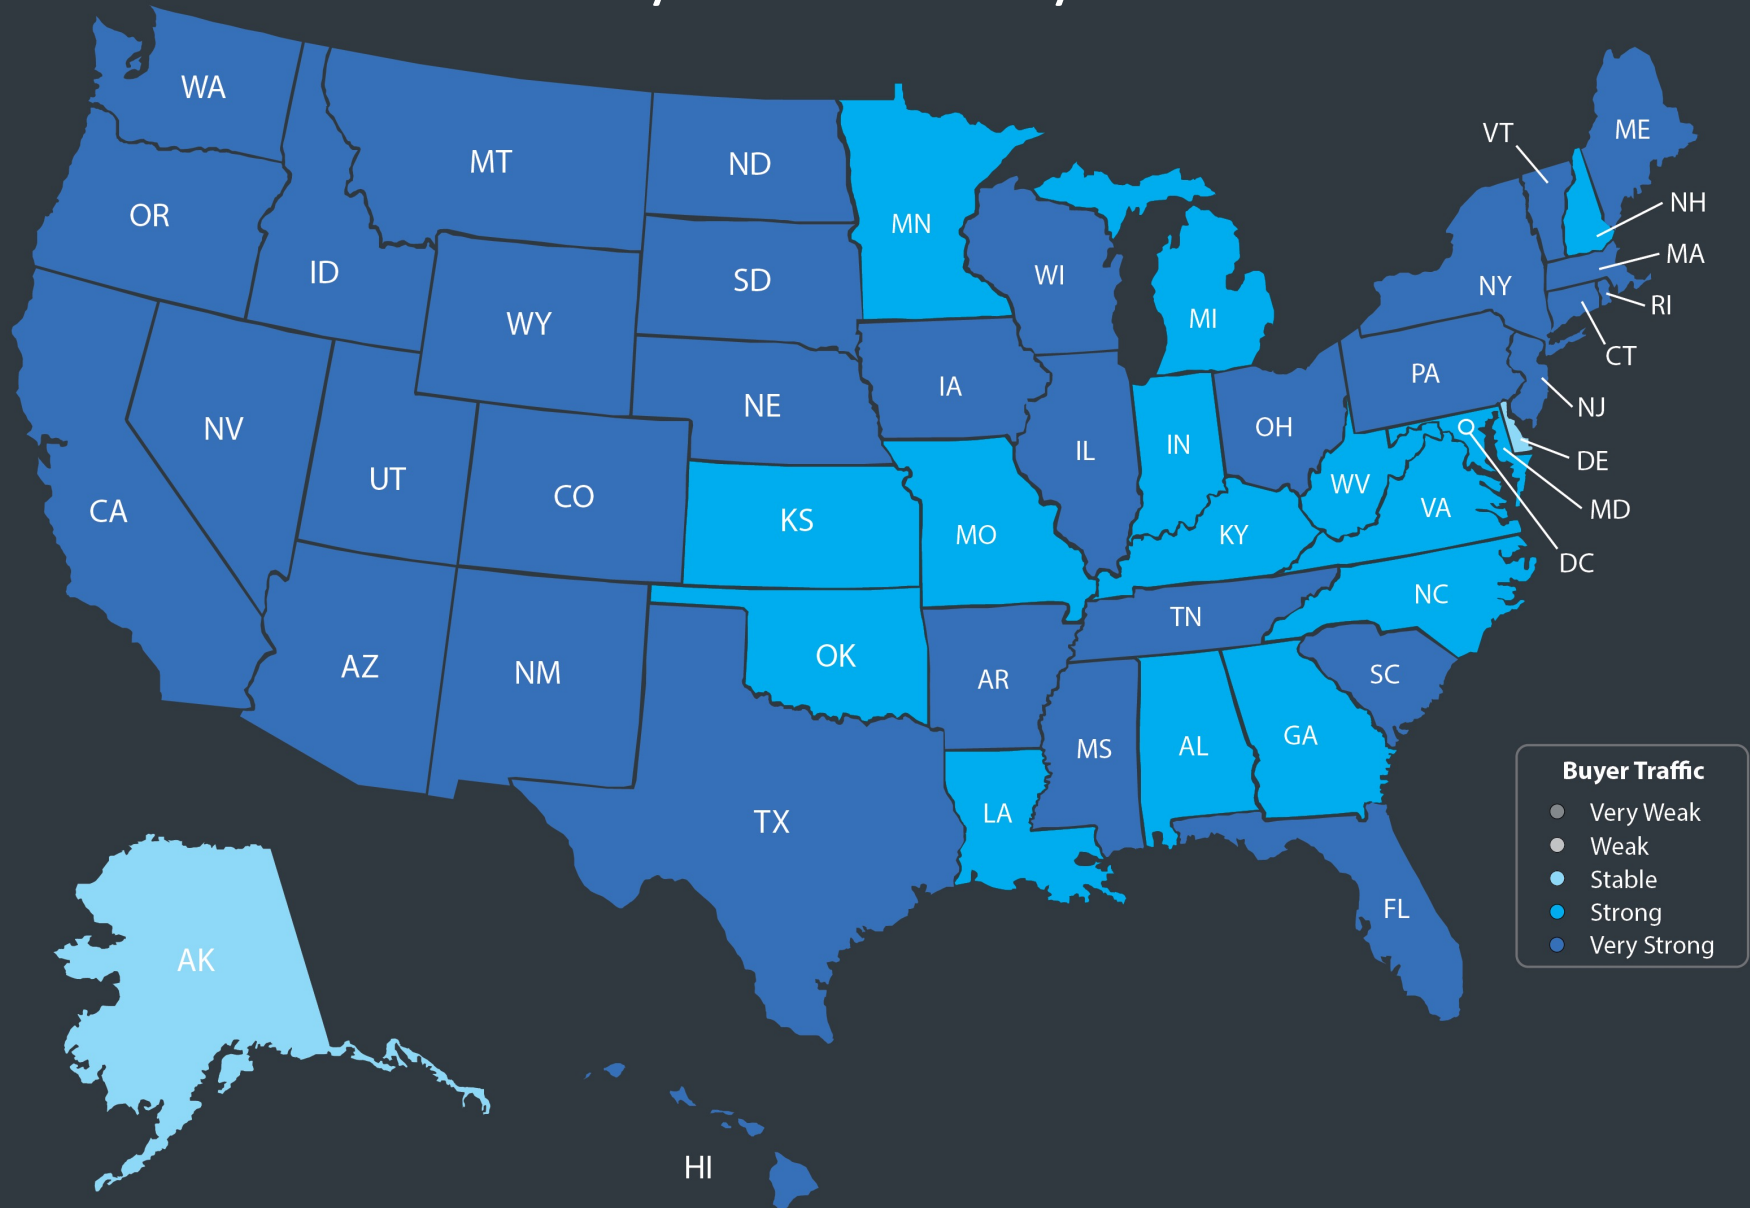 WA
MT
ND
MN
VT
ME
NH
MA
RI
CT
NJ
DE
MD
DC
OR
ID
WY
SD
WI
MI
NY
PA
NV
UT
CO
NE
IA
IL
IN
OH
WV
VA
CA
KS
MO
KY
NC
TN
AZ
NM
OK
AR
SC
MS
AL
GA
TX
LA
FL
AK
HI
Buyer Traffic
Very Weak
Weak
Stable
Strong
Very Strong